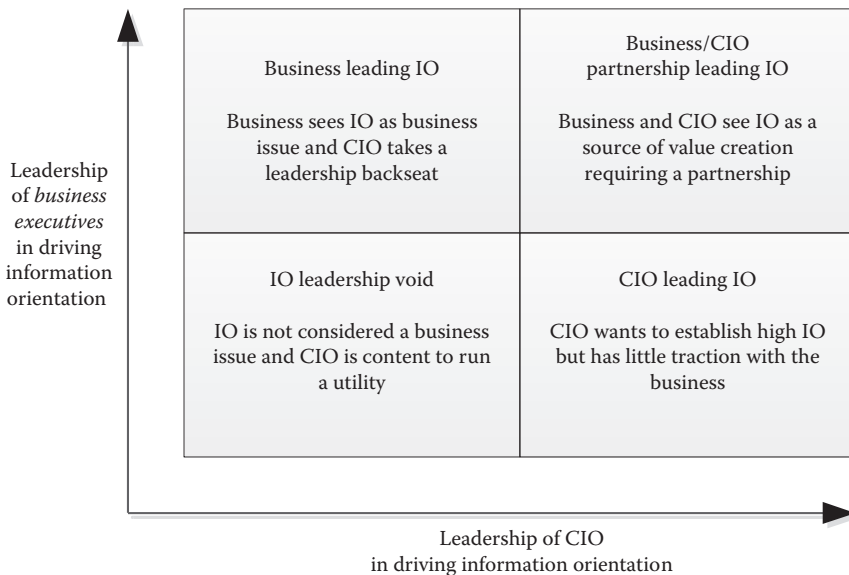 Leadership
of business
executives
in driving
information
orientation
Business leading IO
Business sees IO as business
issue and CIO takes a
leadership backseat
Business/CIO
partnership leading IO
Business and CIO see IO as a
source of value creation
requiring a partnership
IO leadership void
IO is not considered a business
issue and CIO is content to run
a utility
CIO leading IO
CIO wants to establish high IO
but has little traction with the
business
Leadership of CIO
in driving information orientation